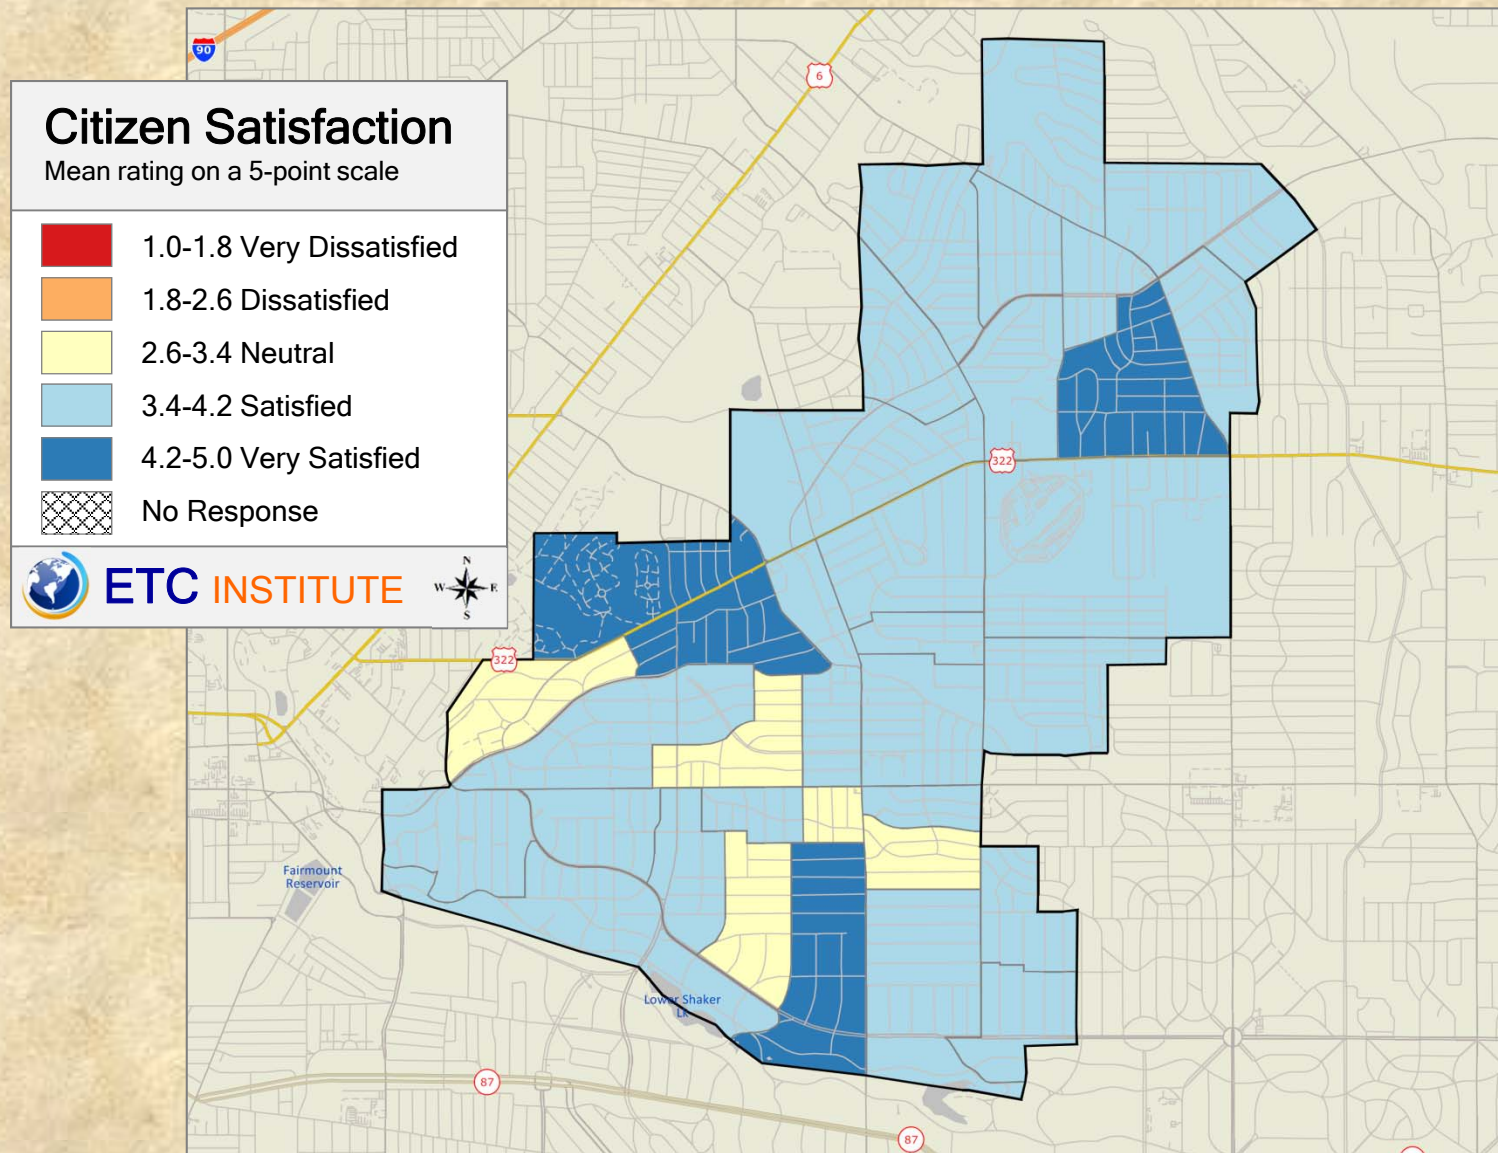 90
6
Citizen Satisfaction
Mean rating on a 5-point scale
1.0-1.8 Very Dissatisfied
1.8-2.6 Dissatisfied
2.6-3.4 Neutral
3.4-4.2 Satisfied
4.2-5.0 Very Satisfied
No Response
ETC INSTITUTE
N
W E
S
322
322
Fairmount
Reservoir
Lower Shaker
Lk
87
87